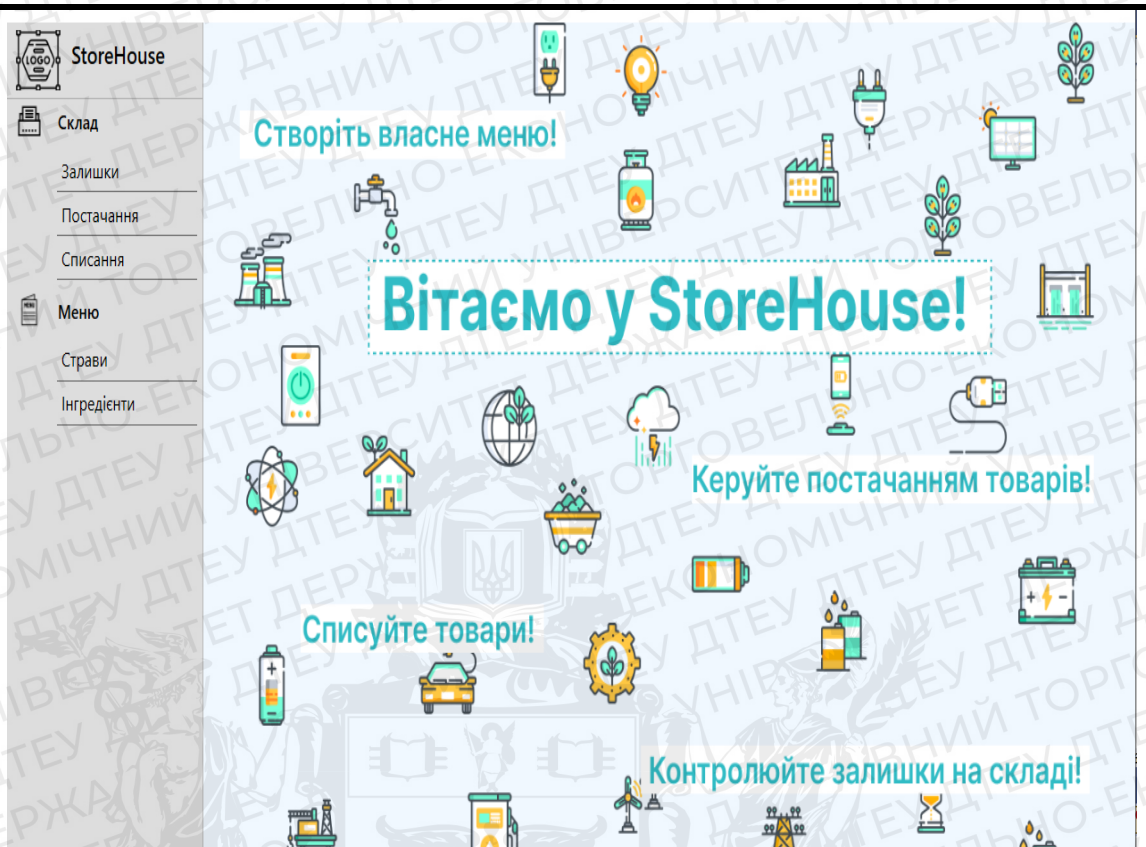 LOGO
StoreHouse
Склад
Залишки
Постачання
Списання
MENU
Меню
Страви
Інгредієнти
Створіть власне меню!
Вітаємо у StoreHouse!
Керуйте постачанням товарів!
Списуйте товари!
Контролюйте залишки на складі!